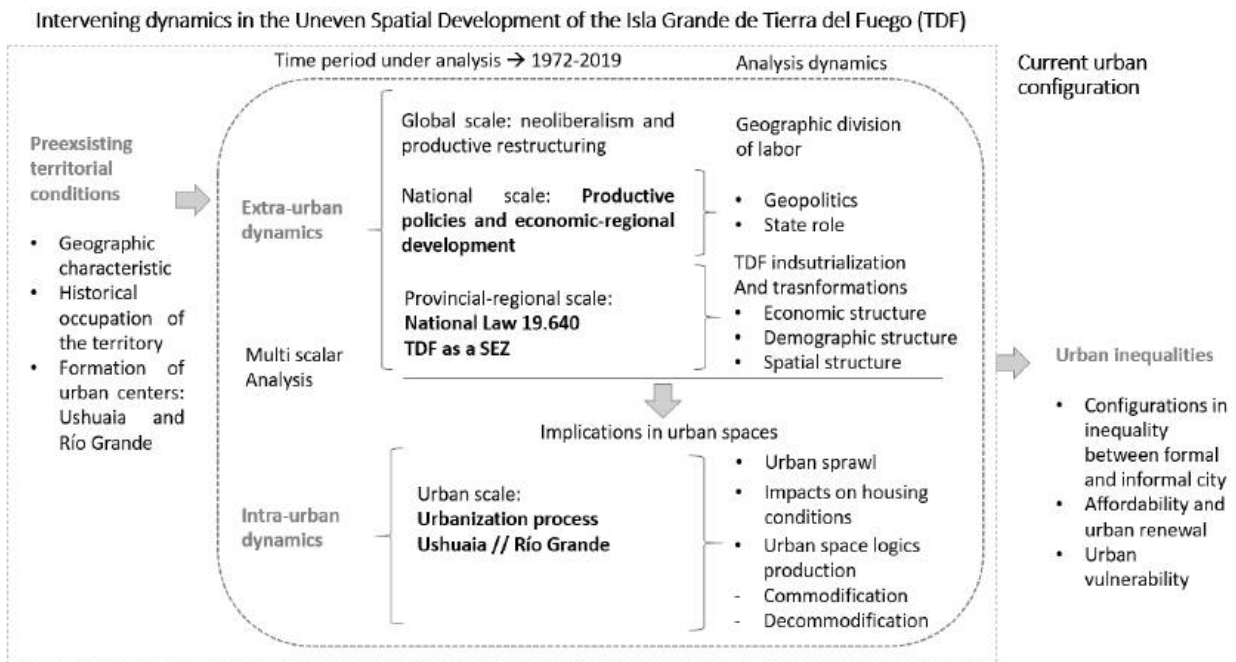 Intervening dynamics in the Uneven Spatial Development of the Isla Grande de Tierra del Fuego (TDF)
Time period under analysis → 1972-2019
Analysis dynamics
Current urban
configuration
Preexisting
territorial
conditions
• Geographic
characteristic
• Historical
occupation of
the territory
• Formation of
urban centers:
Ushuaia and
Río Grande
Extra-urban
dynamics
Multi scalar
Analysis
Global scale: neoliberalism and
productive restructuring
National scale: Productive
policies and economic-regional
development
Provincial-regional scale:
National Law 19.640
TDF as a SEZ
Geographic division
of labor
• Geopolitics
• State role
TDF indsutrialization
And trasnformations
• Economic structure
• Demographic structure
• Spatial structure
Implications in urban spaces
Intra-urban
dynamics
Urban scale:
Urbanization process
Ushuaia // Río Grande
• Urban sprawl
• Impacts on housing
conditions
• Urban space logics
production
- Commodification
- Decommodification
Urban inequalities
• Configurations in
inequality
between formal
and informal city
• Affordability and
urban renewal
• Urban
vulnerability